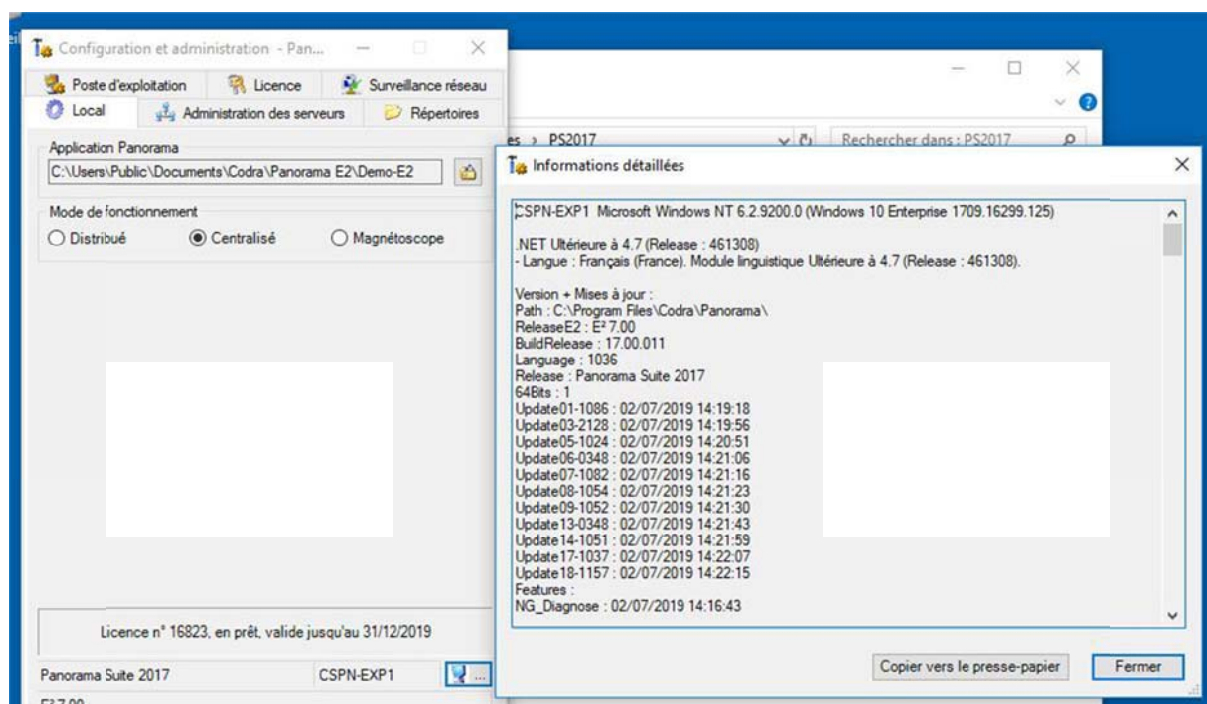 Configuration et administration - Pan...
Poste d'exploitation Licence Surveillance réseau
Local Administration des serveurs Répertoires
Application Panorama
C:\Users\Public\Documents\Codra\Panorama E2\Demo-E2
Mode de fonctionnement
Distribué Centralisé Magnétoscope
Licence n° 16823, en prêt, valide jusqu'au 31/12/2019
Panorama Suite 2017 CSPN-EXP1 ...
E² 7.00
es > PS2017 Rechercher dans : PS2017
Informations détaillées
CSPN-EXP1 Microsoft Windows NT 6.2.9200.0 (Windows 10 Enterprise 1709.16299.125)
.NET Ultérieure à 4.7 (Release : 461308)
- Langue : Français (France). Module linguistique Ultérieure à 4.7 (Release : 461308).
Version + Mises à jour :
Path : C:\Program Files\Codra\Panorama\
ReleaseE2 : E² 7.00
BuildRelease : 17.00.011
Language : 1036
Release : Panorama Suite 2017
64Bits : 1
Update01-1086 : 02/07/2019 14:19:18
Update03-2128 : 02/07/2019 14:19:56
Update05-1024 : 02/07/2019 14:20:51
Update06-0348 : 02/07/2019 14:21:06
Update07-1082 : 02/07/2019 14:21:16
Update08-1054 : 02/07/2019 14:21:23
Update09-1052 : 02/07/2019 14:21:30
Update13-0348 : 02/07/2019 14:21:43
Update14-1051 : 02/07/2019 14:21:59
Update17-1037 : 02/07/2019 14:22:07
Update18-1157 : 02/07/2019 14:22:15
Features :
NG_Diagnose : 02/07/2019 14:16:43
Copier vers le presse-papier Fermer